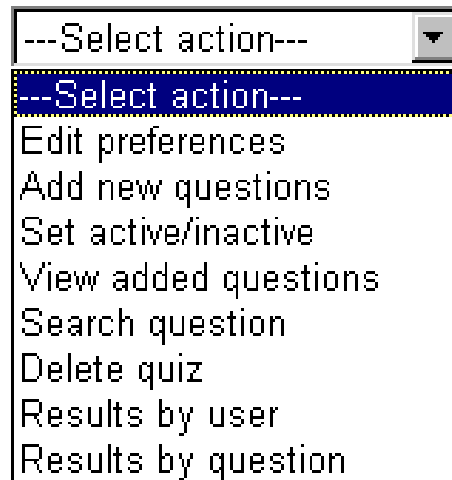 ---Select action---
---Select action---
Edit preferences
Add new questions
Set active/inactive
View added questions
Search question
Delete quiz
Results by user
Results by question